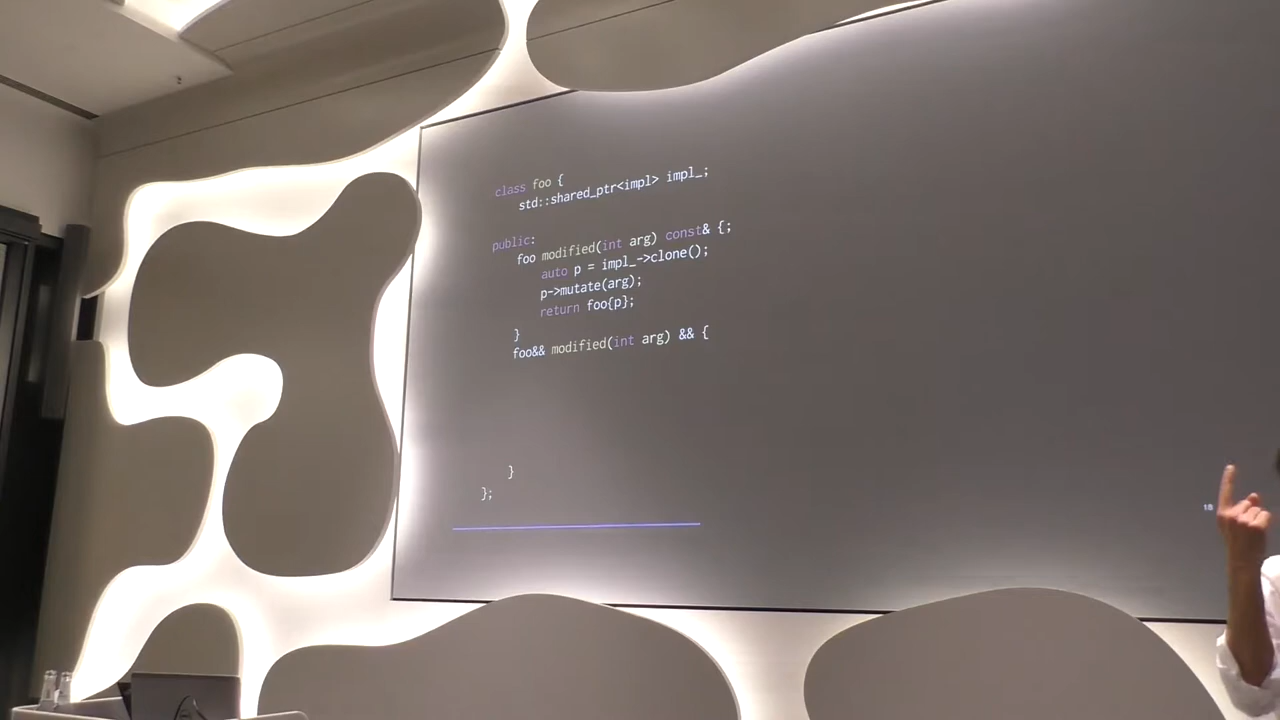 class foo {
std::shared_ptr<impl> impl_;
public:
foo modified(int arg) const& {;
auto p = impl_->clone();
p->mutate(arg);
return foo{p};
}
foo&& modified(int arg) && {
}
};
18